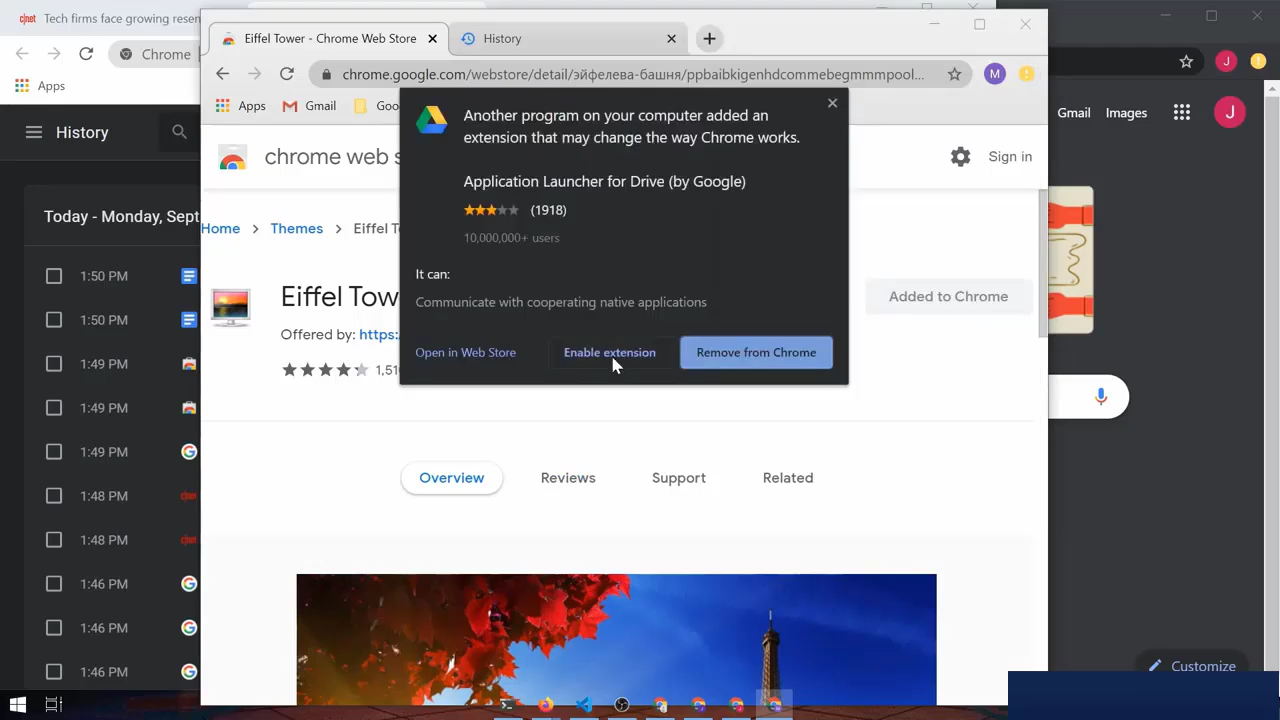 cnet Tech firms face growing resen
Eiffel Tower - Chrome Web Store
History
Chrome
chrome.google.com/webstore/detail/эйфелева-башня/ppbaibkigenhdcommebegmmmpool...
M
J
Apps
Apps
Gmail
Goo
Gmail
Images
J
History
chrome web s
Sign in
Another program on your computer added an
extension that may change the way Chrome works.
Application Launcher for Drive (by Google)
(1918)
10,000,000+ users
It can:
Communicate with cooperating native applications
Open in Web Store
Enable extension
Remove from Chrome
Today - Monday, Sept
Home > Themes > Eiffel T
1:50 PM
Eiffel Tow
Added to Chrome
1:50 PM
Offered by: https:
1:49 PM
1,51
1:49 PM
1:49 PM
Overview
Reviews
Support
Related
1:48 PM cnet
1:48 PM cnet
1:46 PM
1:46 PM
1:46 PM
Customize